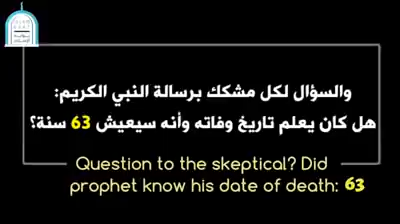 والسؤال لكل مشكك برسالة النبي الكريم:
هل كان يعلم تاريخ وفاته وأنه سيعيش 63 سنة؟
Question to the skeptical? Did
prophet know his date of death: 63